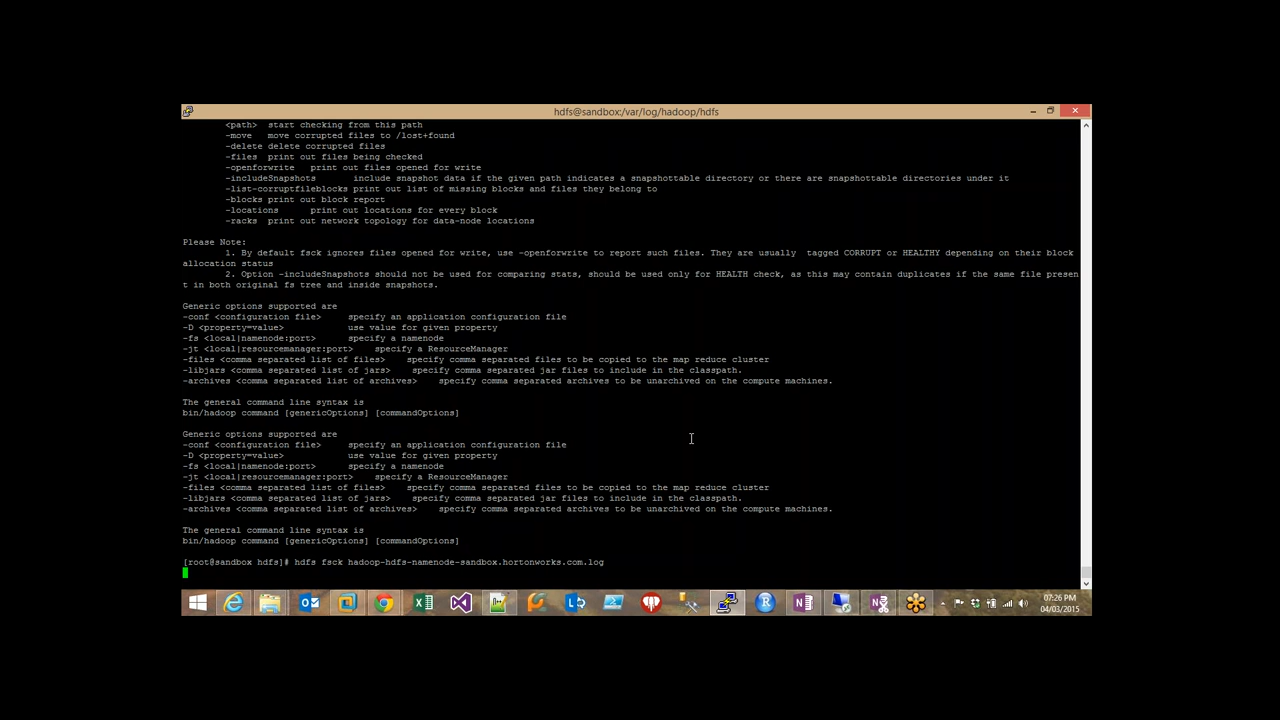 hdfs@sandbox:/var/log/hadoop/hdfs
<path> start checking from this path
-move move corrupted files to /lost+found
-delete delete corrupted files
-files print out files being checked
-openforwrite print out files opened for write
-includeSnapshots include snapshot data if the given path indicates a snapshottable directory or there are snapshottable directories under it
-list-corruptfileblocks print out list of missing blocks and files they belong to
-blocks print out block report
-locations print out locations for every block
-racks print out network topology for data-node locations
Please Note:
1. By default fsck ignores files opened for write, use -openforwrite to report such files. They are usually tagged CORRUPT or HEALTHY depending on their block
allocation status
2. Option -includeSnapshots should not be used for comparing stats, should be used only for HEALTH check, as this may contain duplicates if the same file presen
t in both original fs tree and inside snapshots.
Generic options supported are
-conf <configuration file> specify an application configuration file
-D <property=value> use value for given property
-fs <local|namenode:port> specify a namenode
-jt <local|resourcemanager:port> specify a ResourceManager
-files <comma separated list of files> specify comma separated files to be copied to the map reduce cluster
-libjars <comma separated list of jars> specify comma separated jar files to include in the classpath.
-archives <comma separated list of archives> specify comma separated archives to be unarchived on the compute machines.
The general command line syntax is
bin/hadoop command [genericOptions] [commandOptions]
Generic options supported are
-conf <configuration file> specify an application configuration file
-D <property=value> use value for given property
-fs <local|namenode:port> specify a namenode
-jt <local|resourcemanager:port> specify a ResourceManager
-files <comma separated list of files> specify comma separated files to be copied to the map reduce cluster
-libjars <comma separated list of jars> specify comma separated jar files to include in the classpath.
-archives <comma separated list of archives> specify comma separated archives to be unarchived on the compute machines.
The general command line syntax is
bin/hadoop command [genericOptions] [commandOptions]
[root@sandbox hdfs]# hdfs fsck hadoop-hdfs-namenode-sandbox.hortonworks.com.log
07:26 PM
04/03/2015